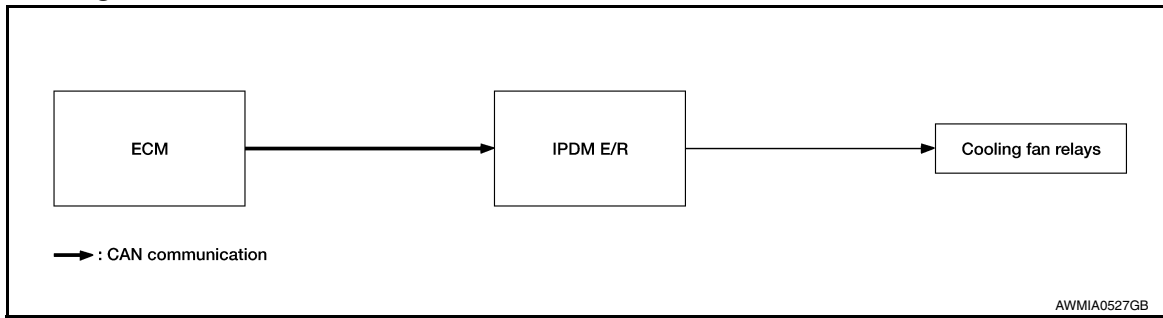 ECM
IPDM E/R
Cooling fan relays
: CAN communication
AWMIA0527GB